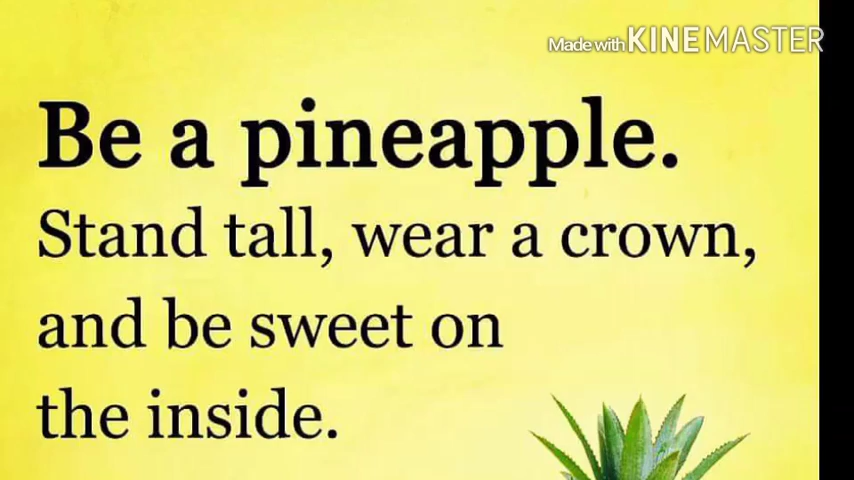 Made with KINEMASTER
Be a pineapple.
Stand tall, wear a crown,
and be sweet on
the inside.